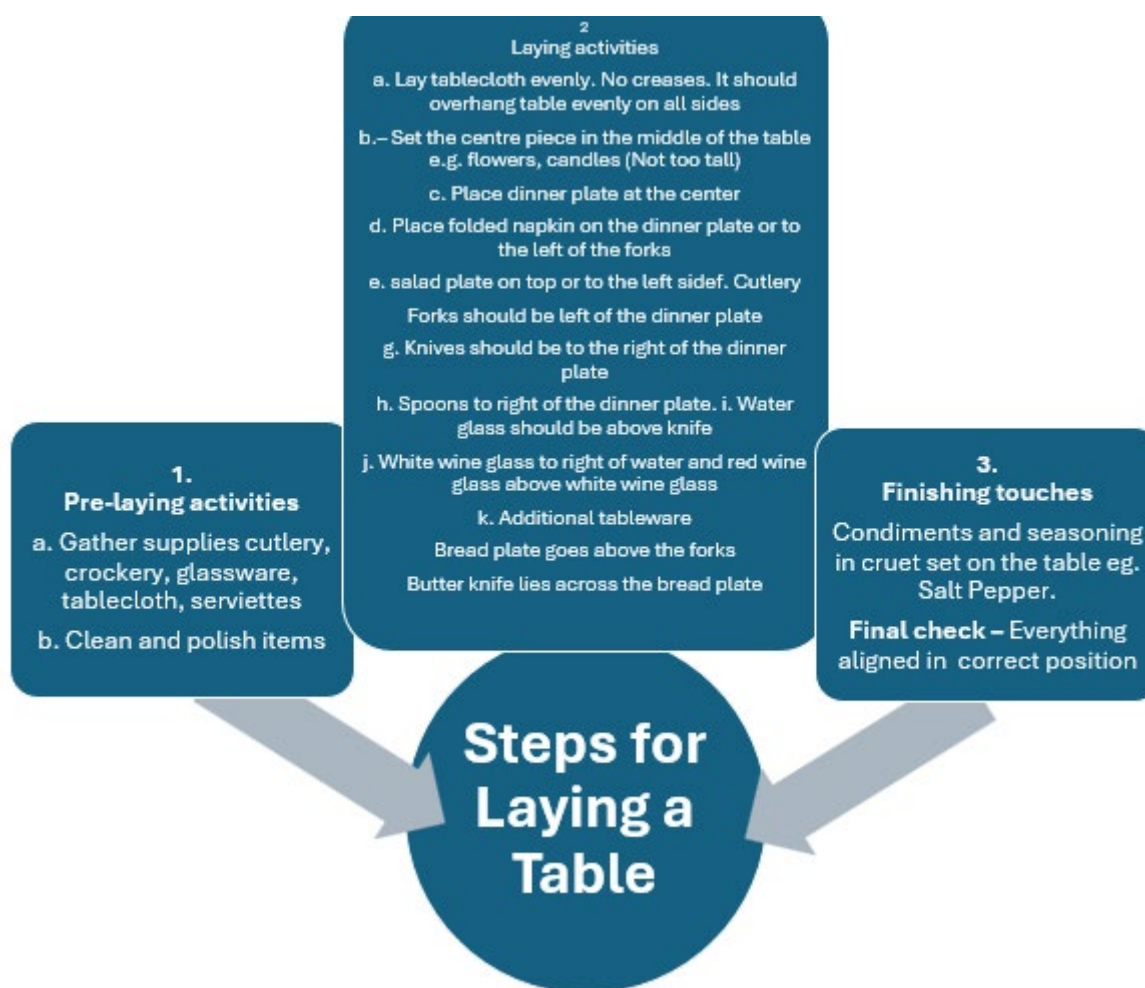 1.
Pre-laying activities
a. Gather supplies cutlery,
crockery, glassware,
tablecloth, serviettes
b. Clean and polish items
2
Laying activities
a. Lay tablecloth evenly. No creases. It should
overhang table evenly on all sides
b.– Set the centre piece in the middle of the table
e.g. flowers, candles (Not too tall)
c. Place dinner plate at the center
d. Place folded napkin on the dinner plate or to
the left of the forks
e. salad plate on top or to the left sidef. Cutlery
Forks should be left of the dinner plate
g. Knives should be to the right of the dinner
plate
h. Spoons to right of the dinner plate. i. Water
glass should be above knife
j. White wine glass to right of water and red wine
glass above white wine glass
k. Additional tableware
Bread plate goes above the forks
Butter knife lies across the bread plate
3.
Finishing touches
Condiments and seasoning
in cruet set on the table eg.
Salt Pepper.
Final check – Everything
aligned in correct position
Steps for
Laying a
Table